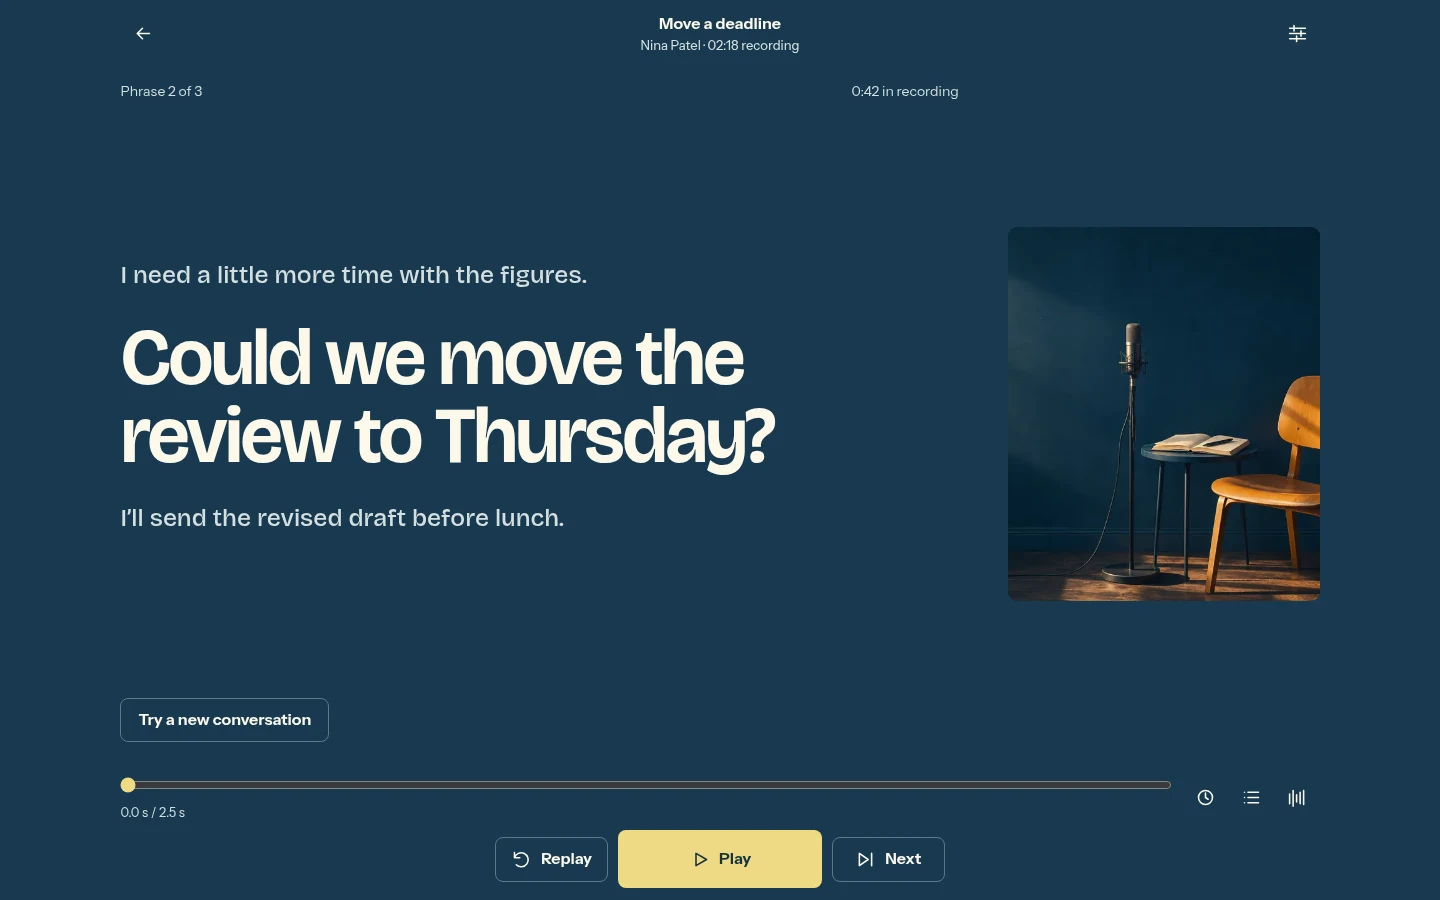 Move a deadline
Nina Patel · 02:18 recording
Phrase 2 of 3
0:42 in recording
I need a little more time with the figures.
Could we move the
review to Thursday?
I'll send the revised draft before lunch.
Try a new conversation
0.0 s / 2.5 s
Replay
Play
Next